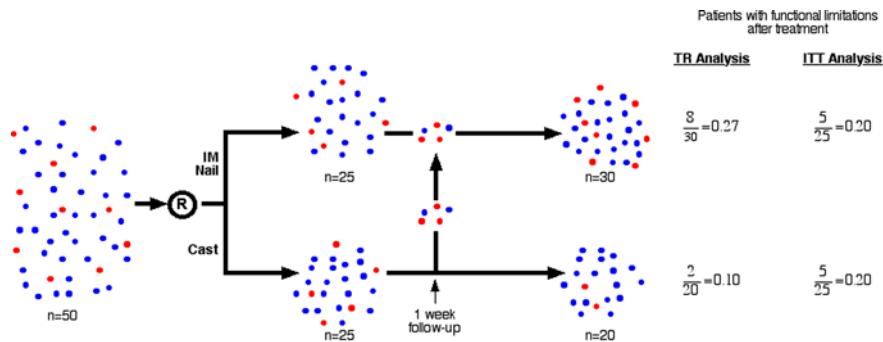 Patients with functional limitations
after treatment
TR Analysis
ITT Analysis
IM
Nail
R
Cast
n=50
n=25
n=30
8/30=0.27
5/25=0.20
1 week
follow-up
n=25
n=20
2/20=0.10
5/25=0.20